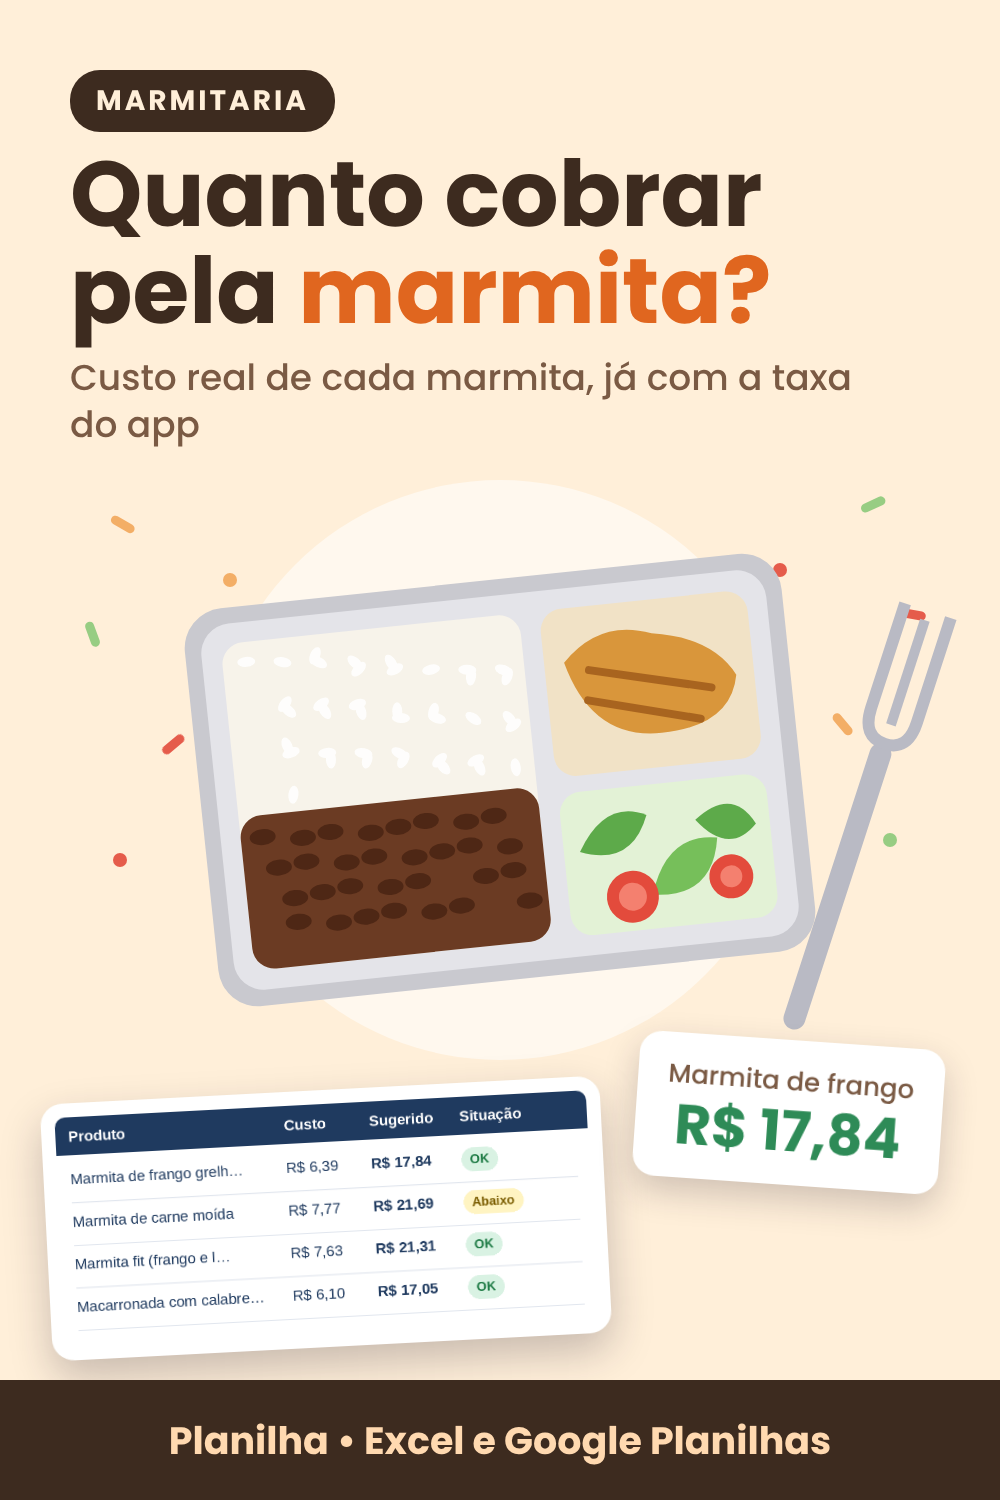 MARMITARIA
Quanto cobrar
pela marmita?
Custo real de cada marmita, já com a taxa
do app
Marmita de frango
R$ 17,84
Produto Custo Sugerido Situação
Marmita de frango grelh… R$ 6,39 R$ 17,84 OK
Marmita de carne moída R$ 7,77 R$ 21,69 Abaixo
Marmita fit (frango e l… R$ 7,63 R$ 21,31 OK
Macarronada com calabre… R$ 6,10 R$ 17,05 OK
Planilha • Excel e Google Planilhas